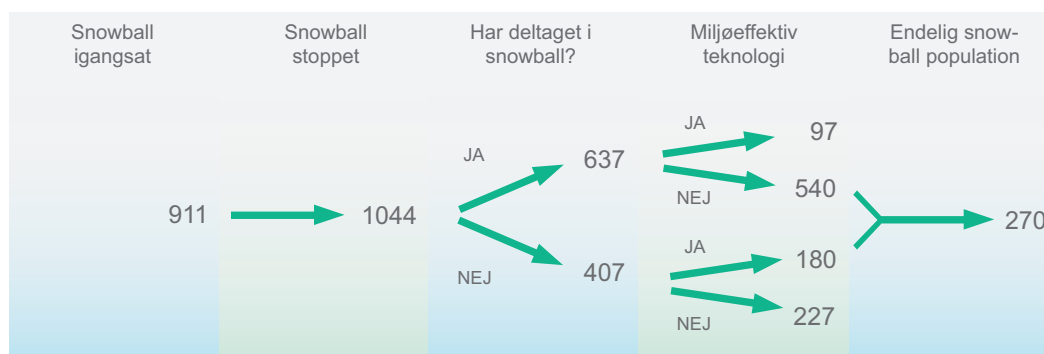 Snowball
igangsat
Snowball
stoppet
Har deltaget i
snowball?
Miljøeffektiv
teknologi
Endelig snow-
ball population
JA
97
JA
637
NEJ
540
911
1044
270
NEJ
407
JA
180
NEJ
227